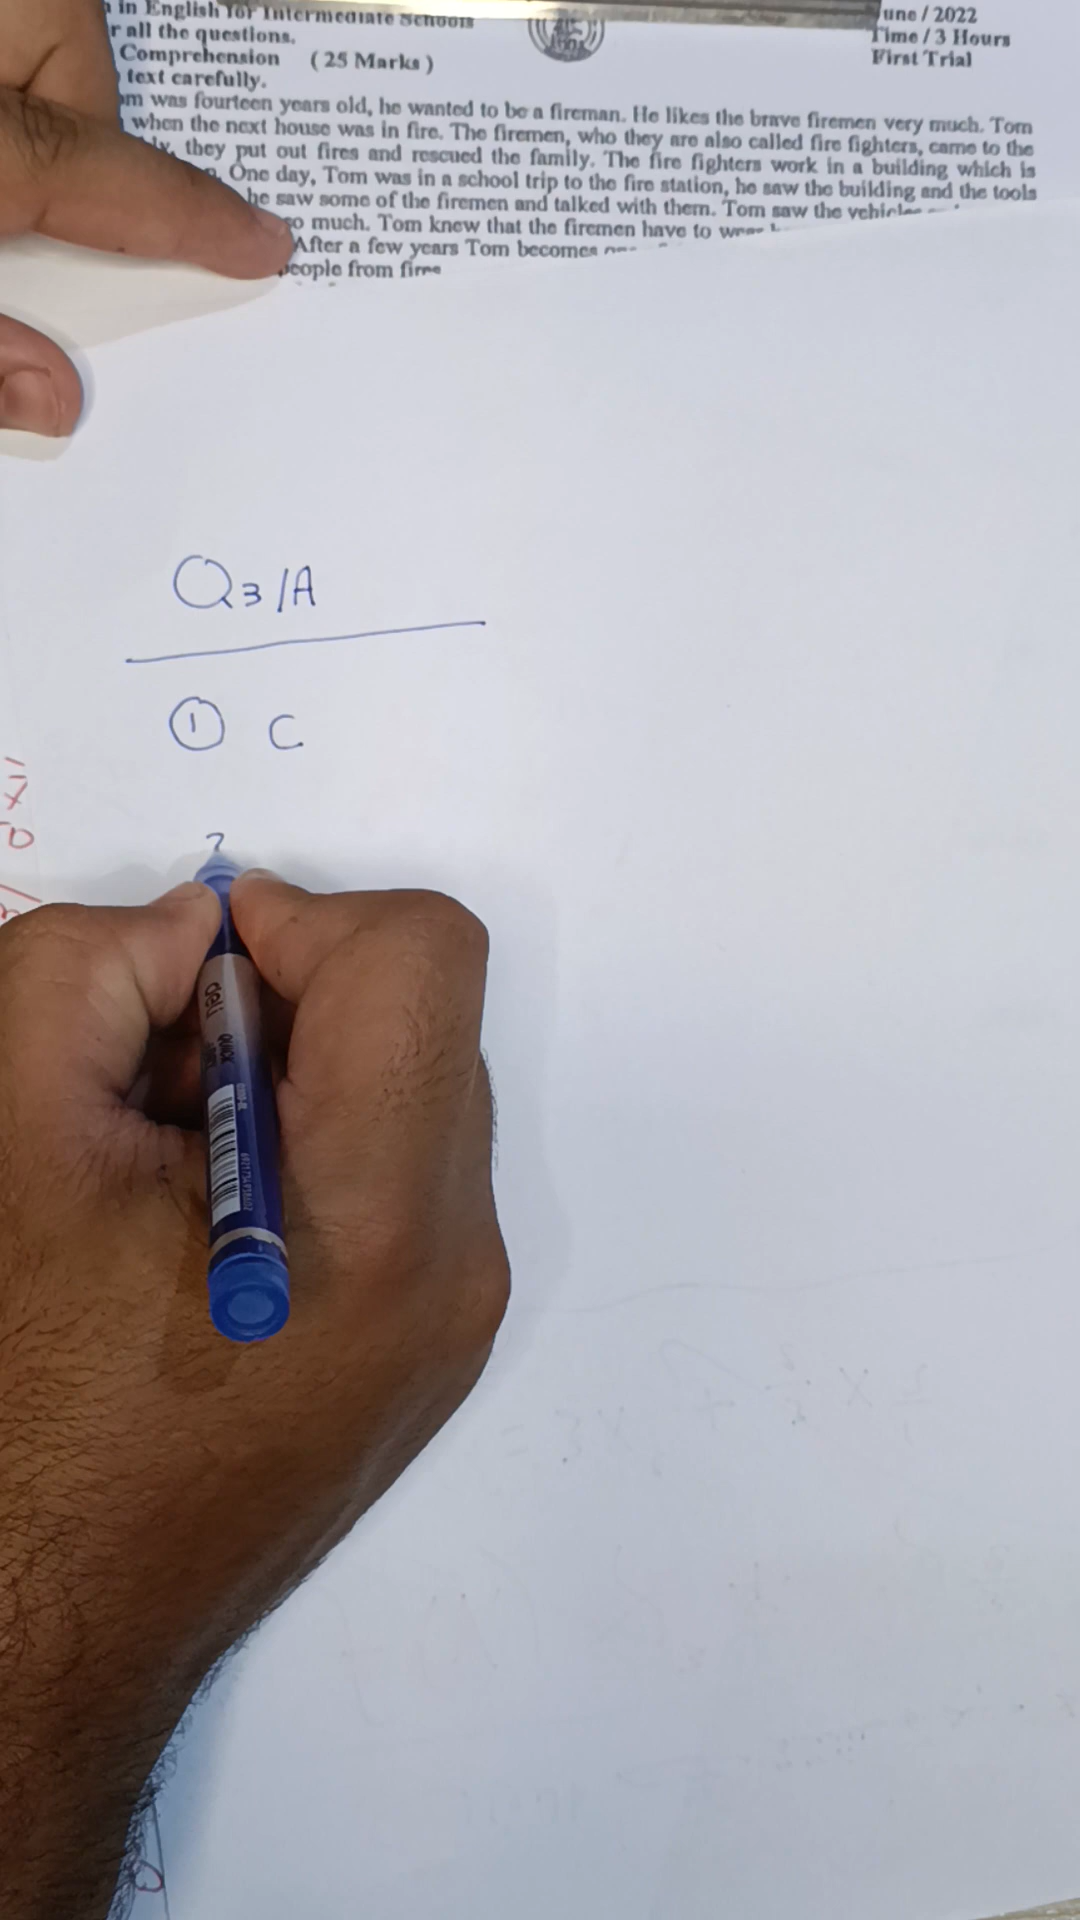 in English for Intermediate Schools
all the questions.
Comprehension (25 Marks)
text carefully.
June / 2022
Time / 3 Hours
First Trial
was fourteen years old, he wanted to be a fireman. He likes the brave firemen very much. Tom
when the next house was in fire. The firemen, who they are also called fire fighters, came to the
they put out fires and rescued the family. The fire fighters work in a building which is
One day, Tom was in a school trip to the fire station, he saw the building and the tools
he saw some of the firemen and talked with them. Tom saw the vehicles
so much. Tom knew that the firemen have to wear
After a few years Tom becomes one
people from fires
Q3/A
① C
2
deli
QUICK